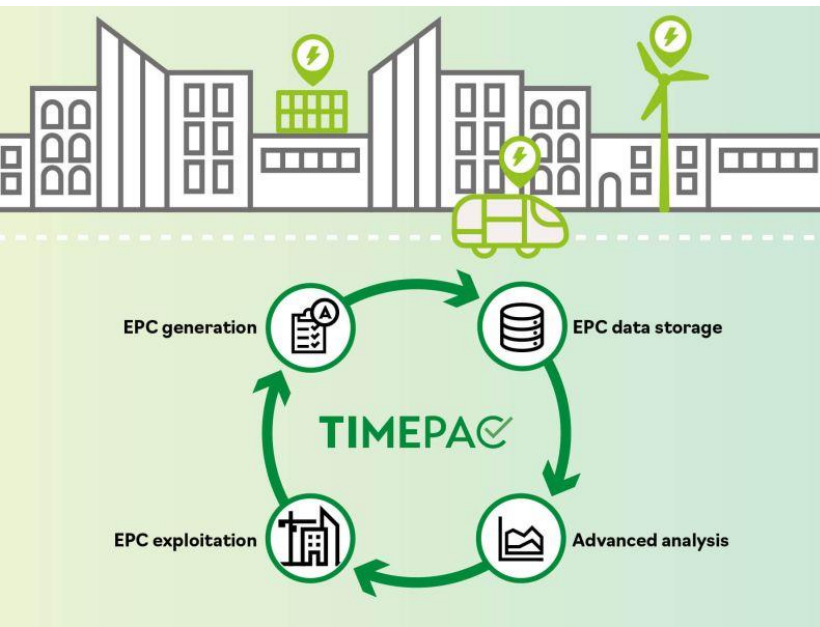 EPC generation
EPC data storage
TIMEPAC
EPC exploitation
Advanced analysis